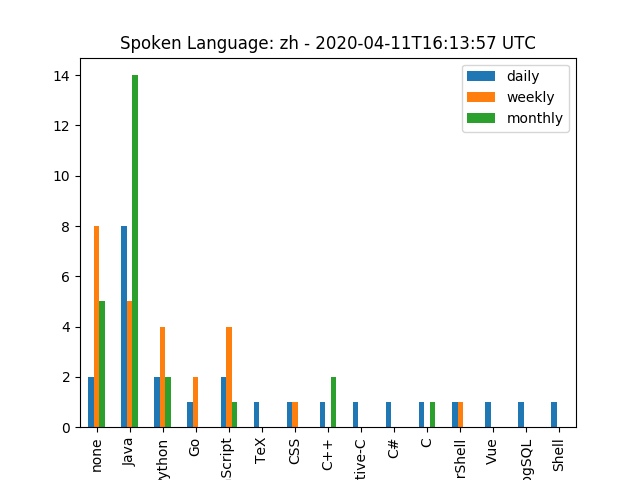 Spoken Language: zh - 2020-04-11T16:13:57 UTC
daily
weekly
monthly
14
12
10
8
6
4
2
0
none
Java
ython
Go
Script
TeX
CSS
C++
tive-C
C#
C
rShell
Vue
ogSQL
Shell